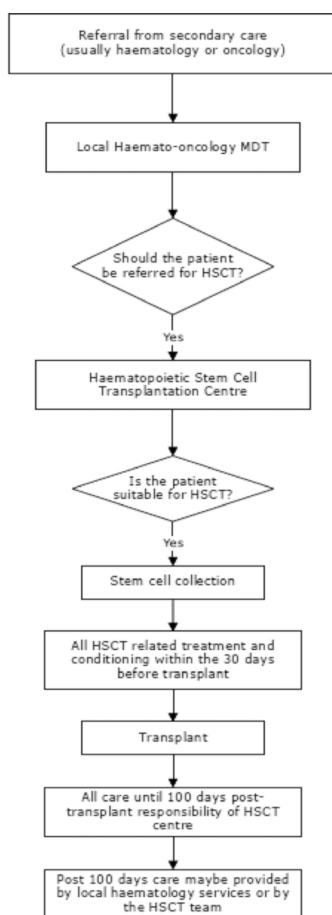 Referral from secondary care
(usually haematology or oncology)
Local Haemato-oncology MDT
Should the patient
be referred for HSCT?
Yes
Haematopoietic Stem Cell
Transplantation Centre
Is the patient
suitable for HSCT?
Yes
Stem cell collection
All HSCT related treatment and
conditioning within the 30 days
before transplant
Transplant
All care until 100 days post-
transplant responsibility of HSCT
centre
Post 100 days care maybe provided
by local haematology services or by
the HSCT team